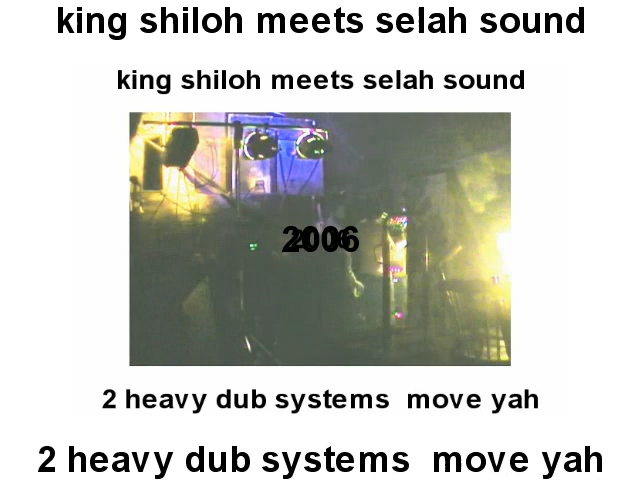 king shiloh meets selah sound
king shiloh meets selah sound
2006
2 heavy dub systems  move yah
2 heavy dub systems  move yah